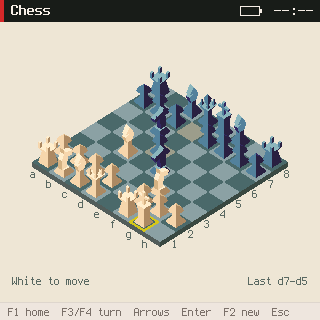 Chess --:--
8
7
6
5
4
3
2
1
a
b
c
d
e
f
g
h
White to move Last d7-d5
F1 home F3/F4 turn Arrows Enter F2 new Esc